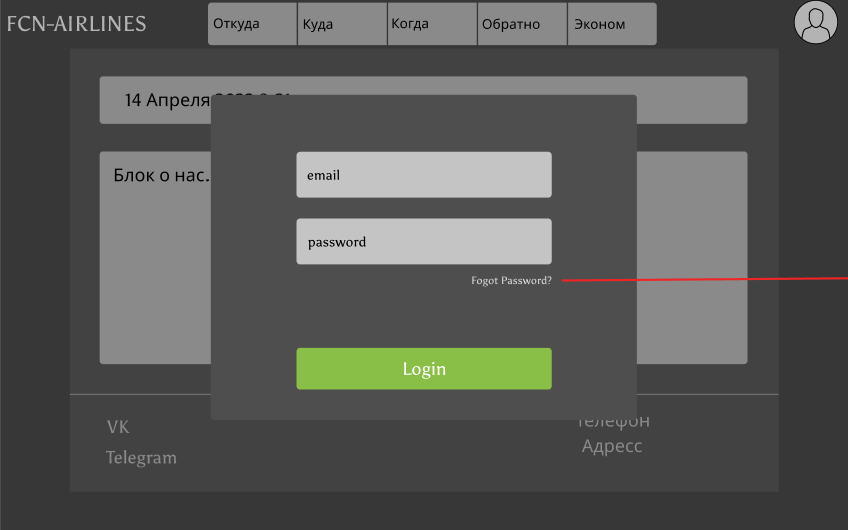 FCN-AIRLINES
Откуда
Куда
Когда
Обратно
Эконом
14 Апреля
Блок о нас.
email
password
Fogot Password?
Login
VK
Telegram
Телефон
Адресс